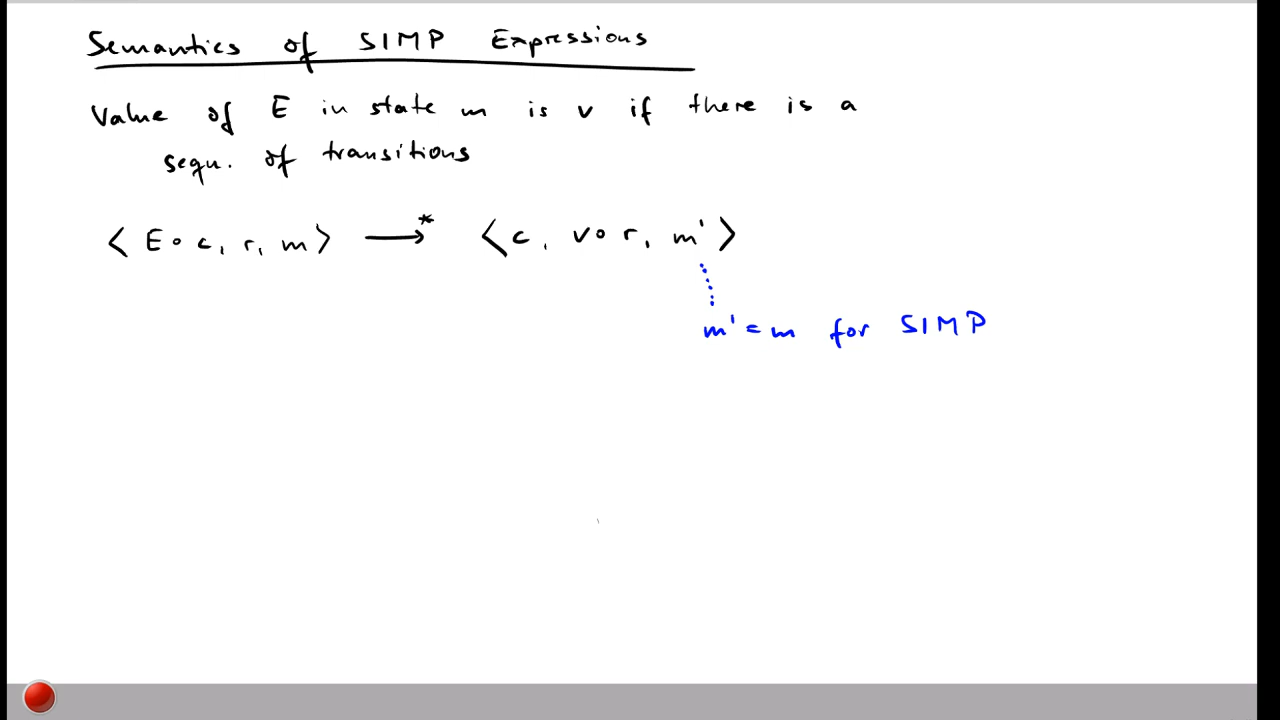 Semantics of SIMP Expressions
Value of E in state m is v if there is a
sequ. of transitions
⟨ E ∘ c, r, m ⟩ ⟶* ⟨ c, v ∘ r, m' ⟩
m' = m for SIMP